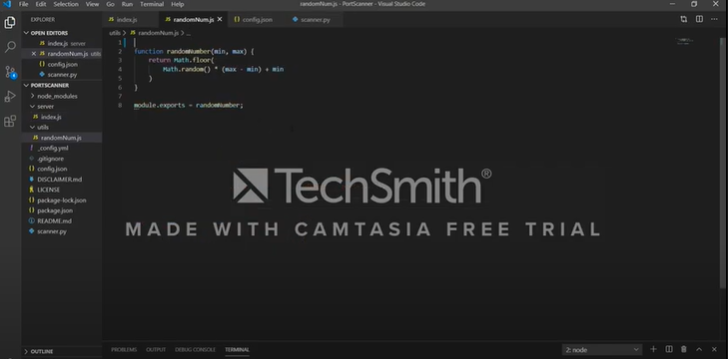 File Edit Selection View Go Run Terminal Help
randomNum.js - PortScanner - Visual Studio Code
EXPLORER
index.js
randomNum.js
config.json
scanner.py
OPEN EDITORS
index.js server
randomNum.js utils
config.json
scanner.py
PORTSCANNER
node_modules
server
index.js
utils
randomNum.js
_config.yml
.gitignore
config.json
DISCLAIMER.md
LICENSE
package-lock.json
package.json
README.md
scanner.py
OUTLINE
utils > randomNum.js > ...
1
2 function randomNumber(min, max) {
3 return Math.floor(
4 Math.random() * (max - min) + min
5 )
6 }
7
8 module.exports = randomNumber;
TechSmith®
MADE WITH CAMTASIA FREE TRIAL
PROBLEMS OUTPUT DEBUG CONSOLE TERMINAL
2: node